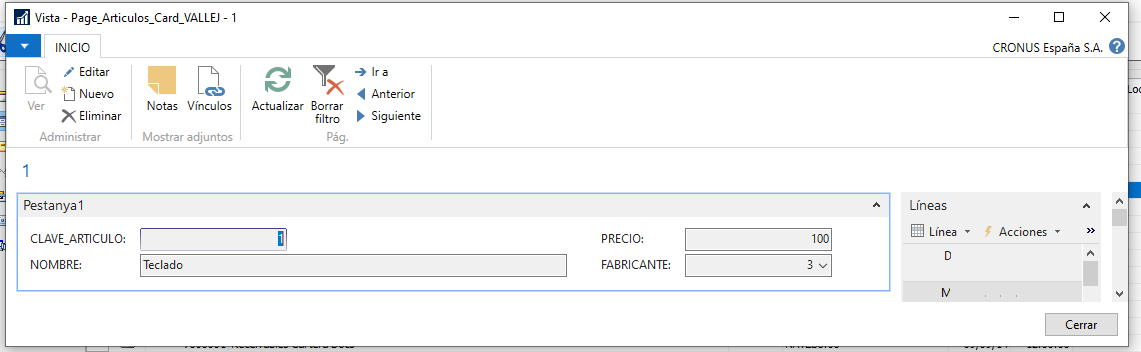 Vista - Page_Articulos_Card_VALLEJ - 1
INICIO
CRONUS España S.A.
Ver
Editar
Nuevo
Eliminar
Administrar
Notas
Vínculos
Mostrar adjuntos
Actualizar
Borrar
filtro
Ir a
Anterior
Siguiente
Pág.
1
Pestanya1
CLAVE_ARTICULO: 1
NOMBRE: Teclado
PRECIO: 100
FABRICANTE: 3
Líneas
Línea
Acciones
D
M
Cerrar